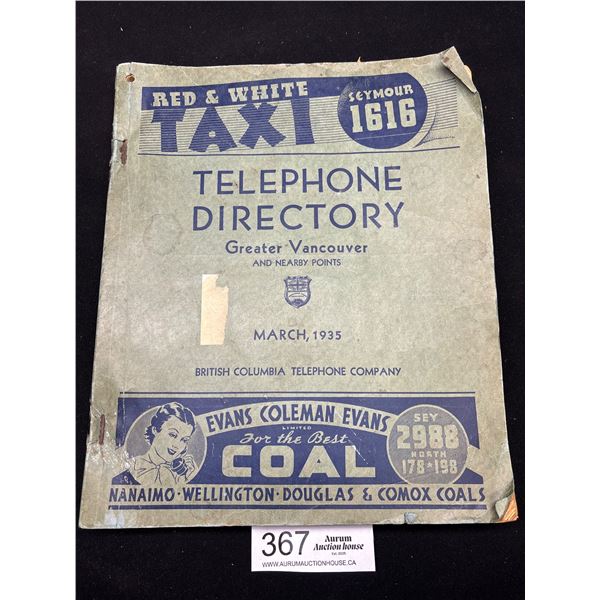 RED & WHITE
TAXI
SEYMOUR
1616
TELEPHONE
DIRECTORY
Greater Vancouver
AND NEARBY POINTS
MARCH, 1935
BRITISH COLUMBIA TELEPHONE COMPANY
EVANS COLEMAN EVANS
LIMITED
For the Best
COAL
SEY
2988
NORTH
178★198
NANAIMO·WELLINGTON·DOUGLAS & COMOX COALS
367
Aurum
Auction house
WWW.AURUMAUCTIONHOUSE.CA